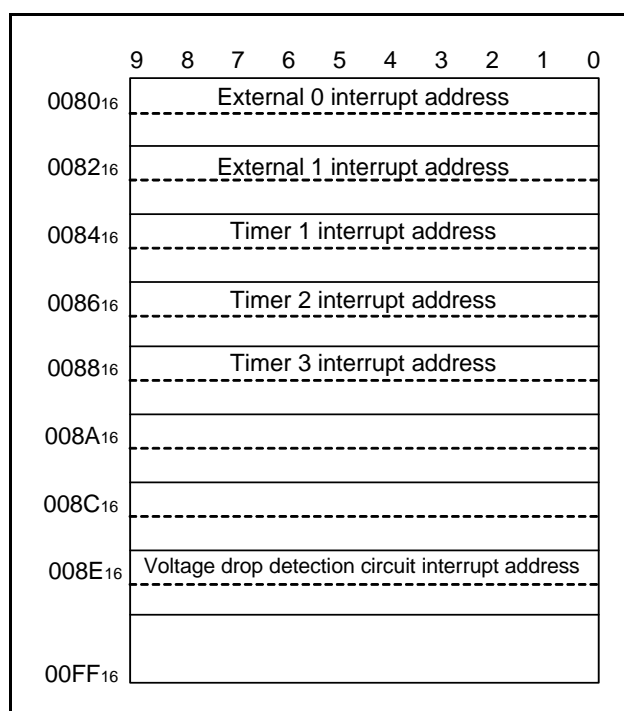 9 8 7 6 5 4 3 2 1 0
0080₁₆ External 0 interrupt address
0082₁₆ External 1 interrupt address
0084₁₆ Timer 1 interrupt address
0086₁₆ Timer 2 interrupt address
0088₁₆ Timer 3 interrupt address
008A₁₆
008C₁₆
008E₁₆ Voltage drop detection circuit interrupt address
00FF₁₆